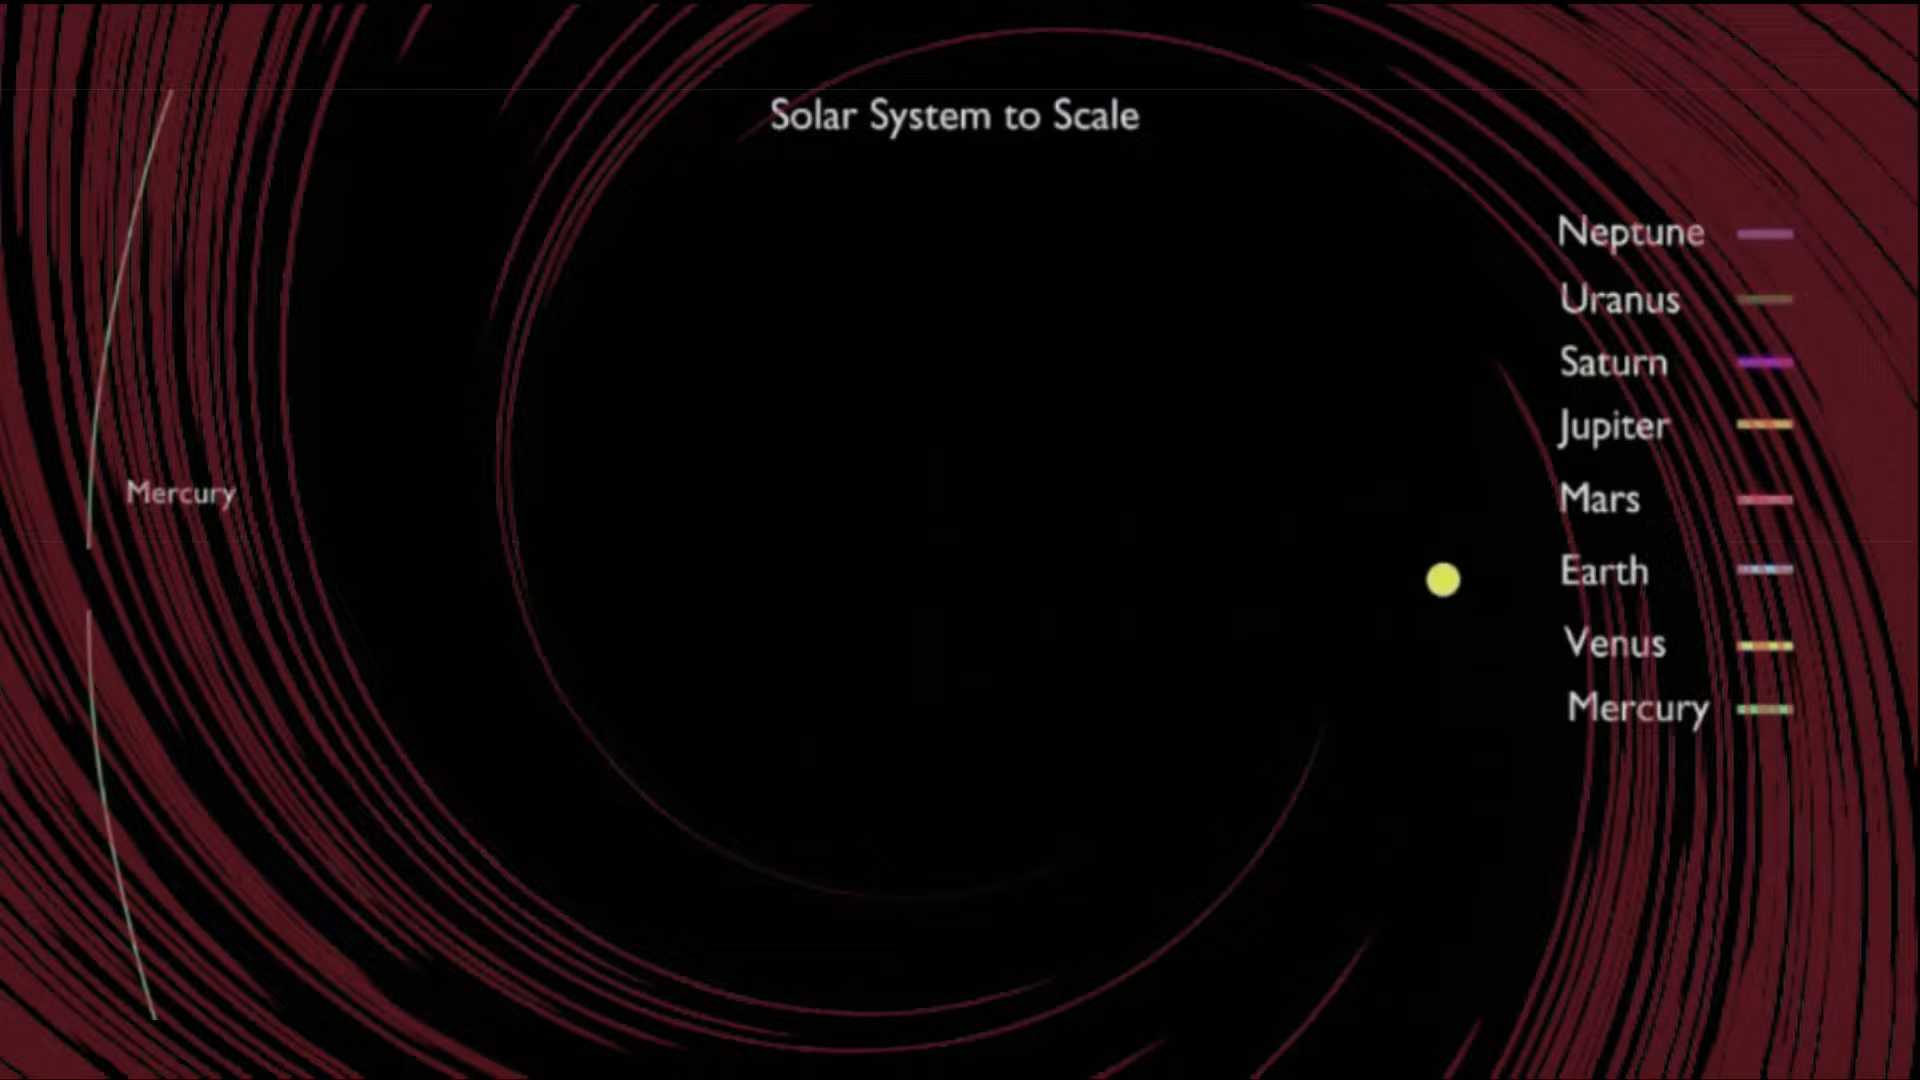 Solar System to Scale
Neptune
Uranus
Saturn
Jupiter
Mercury
Mars
Earth
Venus
Mercury